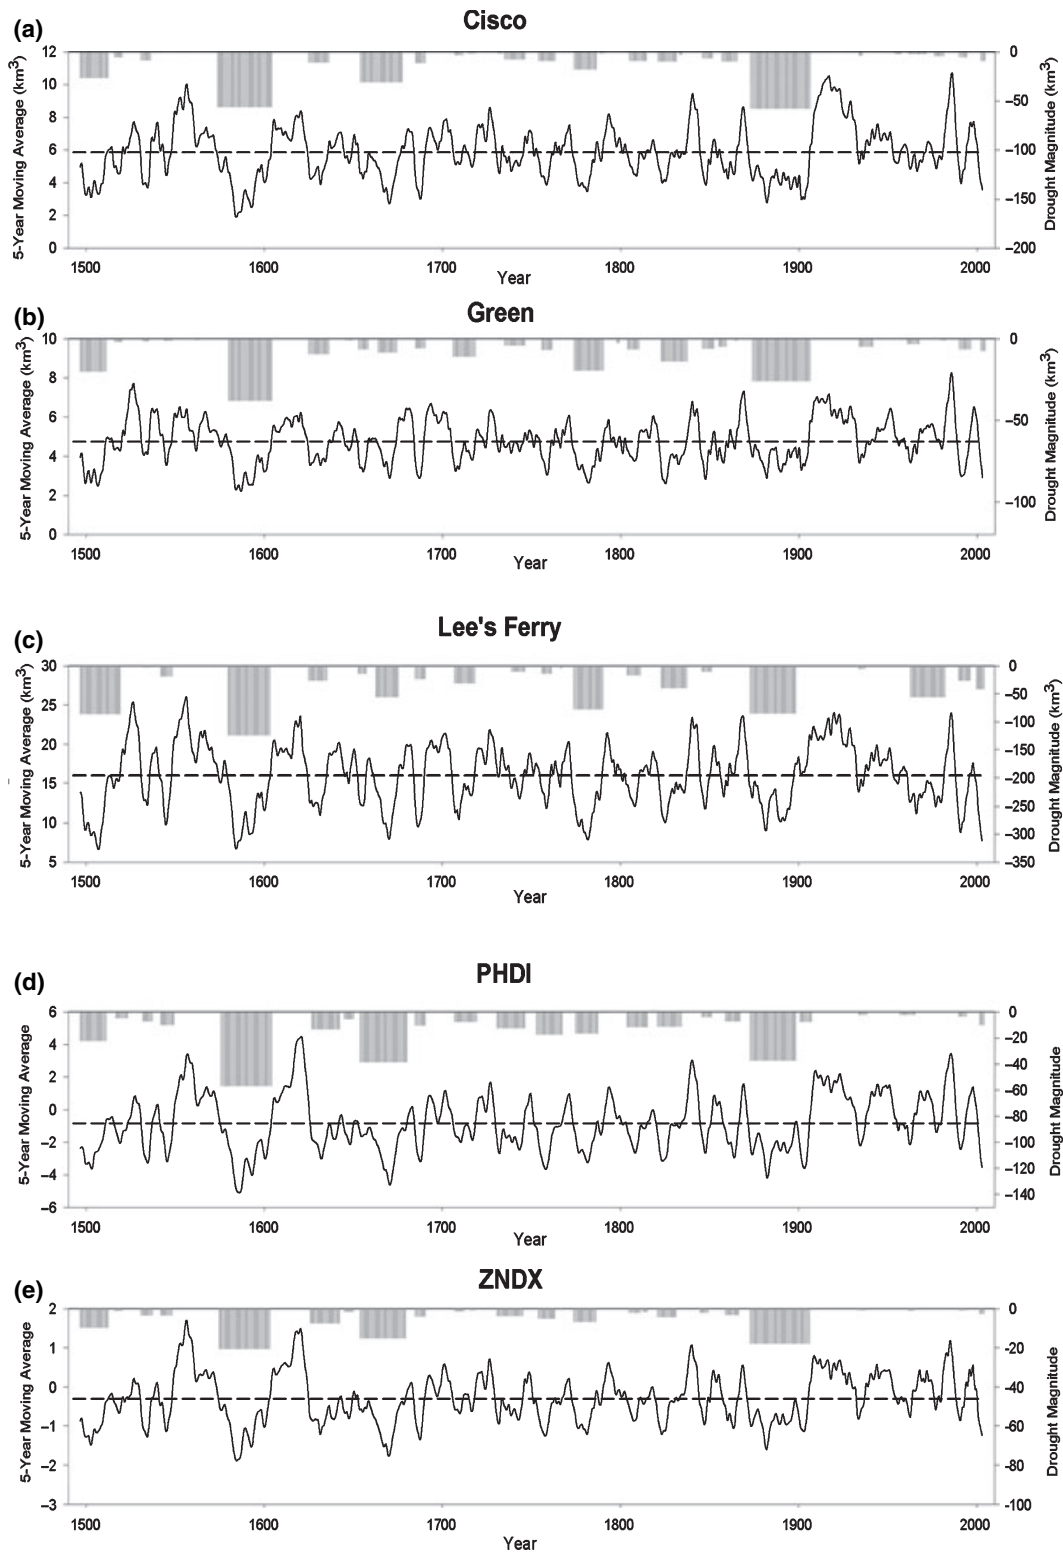 (a)
Cisco
5-Year Moving Average (km³)
12
10
8
6
4
2
0
0
–50
–100
–150
–200
Drought Magnitude (km³)
1500 1600 1700 1800 1900 2000
Year
(b)
Green
5-Year Moving Average (km³)
10
8
6
4
2
0
0
–50
–100
Drought Magnitude (km³)
1500 1600 1700 1800 1900 2000
Year
(c)
Lee's Ferry
5-Year Moving Average (km³)
30
25
20
15
10
5
0
–50
–100
–150
–200
–250
–300
–350
Drought Magnitude (km³)
1500 1600 1700 1800 1900 2000
Year
(d)
PHDI
5-Year Moving Average
6
4
2
0
–2
–4
–6
0
–20
–40
–60
–80
–100
–120
–140
Drought Magnitude
1500 1600 1700 1800 1900 2000
Year
(e)
ZNDX
5-Year Moving Average
2
1
0
–1
–2
–3
0
-20
-40
-60
-80
-100
Drought Magnitude
1500 1600 1700 1800 1900 2000
Year